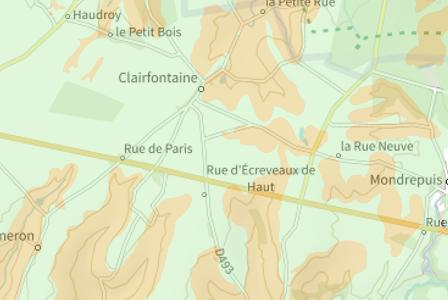 la Petite Rue
Haudroy
le Petit Bois
Clairfontaine
Rue de Paris
la Rue Neuve
Rue d'Écreveaux de
Haut
Mondrepuis
Rue
meron
D493